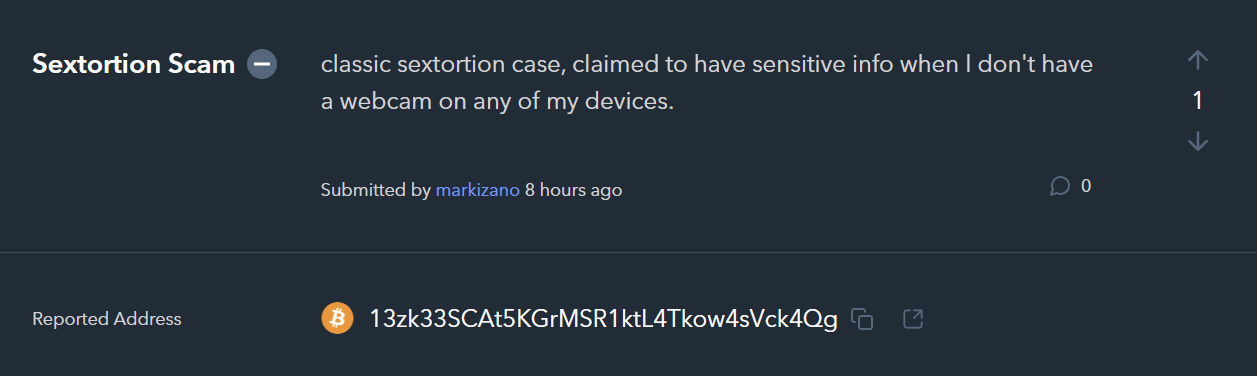 Sextortion Scam
classic sextortion case, claimed to have sensitive info when I don't have
a webcam on any of my devices.
1
Submitted by markizano 8 hours ago
0
Reported Address
13zk33SCAt5KGrMSR1ktL4Tkow4sVck4Qg